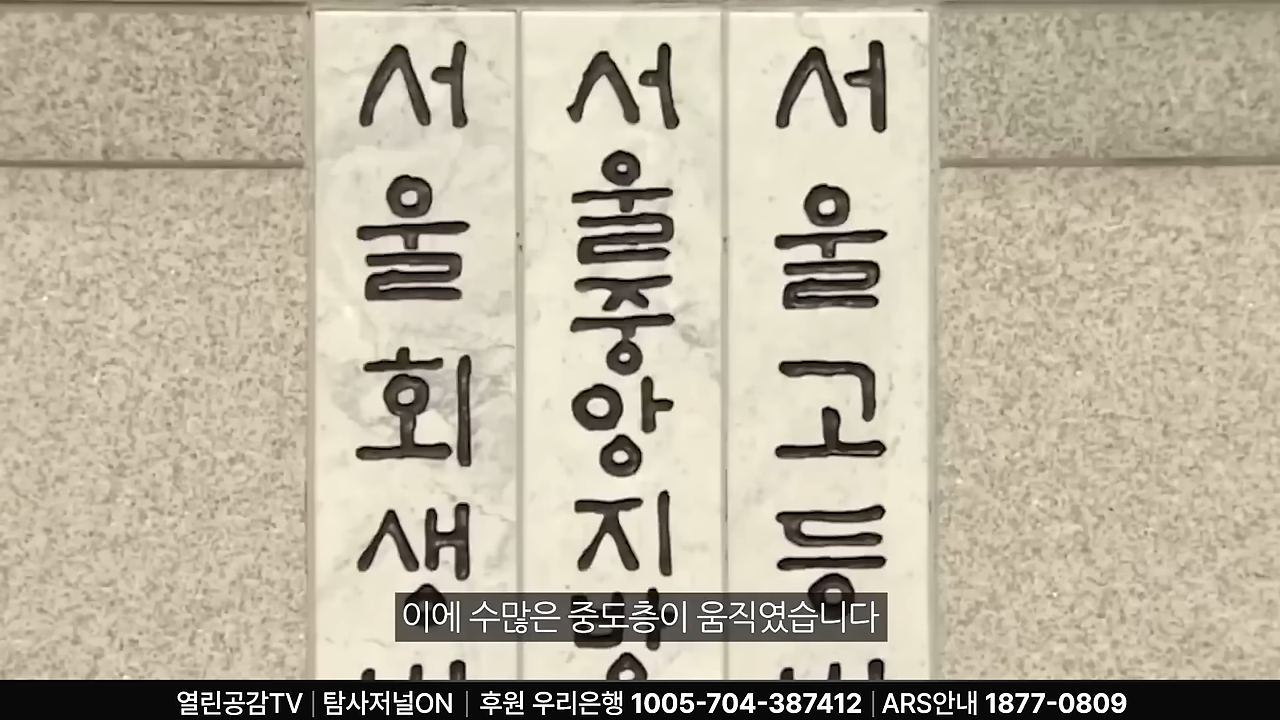 서울회생
서울중앙지방
서울고등
이에 수많은 중도층이 움직였습니다
열린공감TV | 탐사저널ON | 후원 우리은행 1005-704-387412 | ARS안내 1877-0809